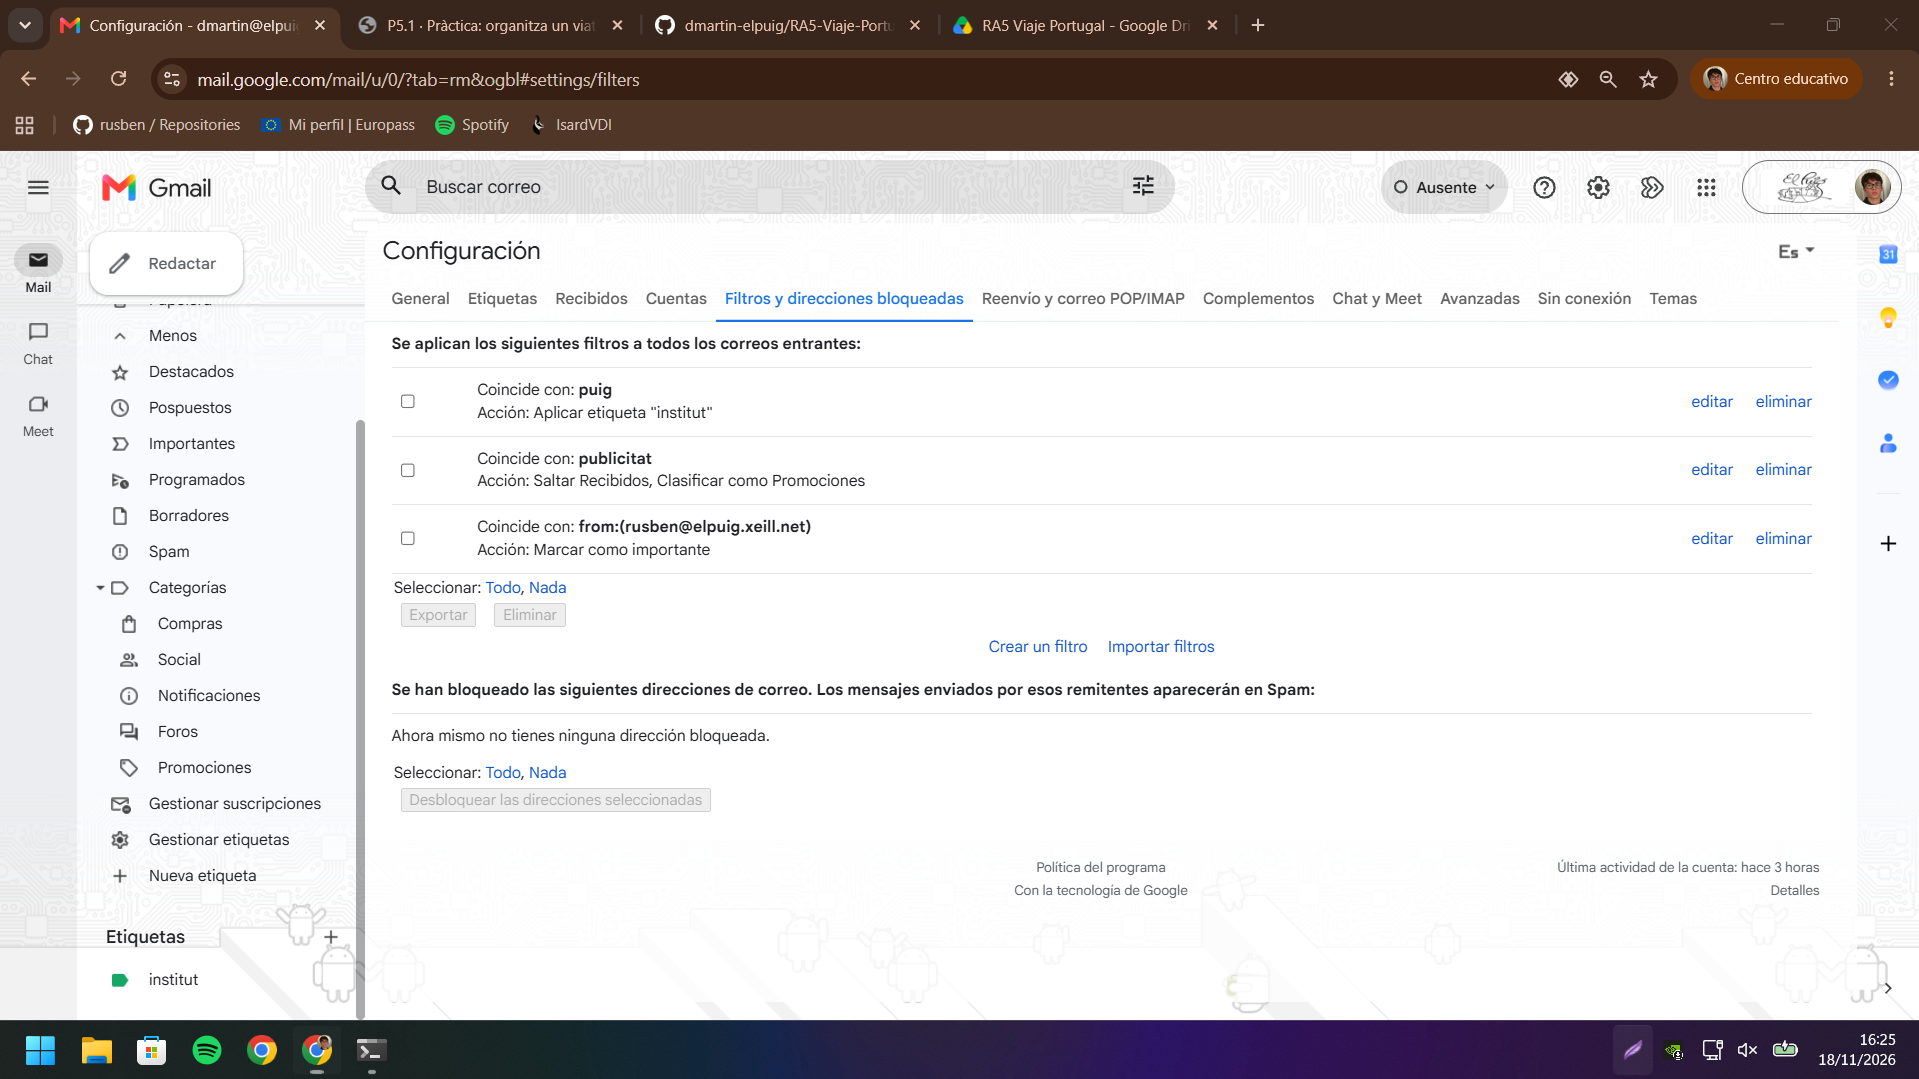 Configuración - dmartin@elpuig
P5.1 · Pràctica: organitza un viat
dmartin-elpuig/RA5-Viaje-Portu
RA5 Viaje Portugal - Google Dri
mail.google.com/mail/u/0/?tab=rm&ogbl#settings/filters
Centro educativo
rusben / Repositories
Mi perfil | Europass
Spotify
IsardVDI
Gmail
Buscar correo
Ausente
El Puig
Mail
Chat
Meet
Redactar
Papelera
Menos
Destacados
Pospuestos
Importantes
Programados
Borradores
Spam
Categorías
Compras
Social
Notificaciones
Foros
Promociones
Gestionar suscripciones
Gestionar etiquetas
Nueva etiqueta
Etiquetas
institut
Configuración
Es
General
Etiquetas
Recibidos
Cuentas
Filtros y direcciones bloqueadas
Reenvío y correo POP/IMAP
Complementos
Chat y Meet
Avanzadas
Sin conexión
Temas
Se aplican los siguientes filtros a todos los correos entrantes:
Coincide con: puig
Acción: Aplicar etiqueta "institut"
editar eliminar
Coincide con: publicitat
Acción: Saltar Recibidos, Clasificar como Promociones
editar eliminar
Coincide con: from:(rusben@elpuig.xeill.net)
Acción: Marcar como importante
editar eliminar
Seleccionar: Todo, Nada
Exportar Eliminar
Crear un filtro Importar filtros
Se han bloqueado las siguientes direcciones de correo. Los mensajes enviados por esos remitentes aparecerán en Spam:
Ahora mismo no tienes ninguna dirección bloqueada.
Seleccionar: Todo, Nada
Desbloquear las direcciones seleccionadas
Política del programa
Con la tecnología de Google
Última actividad de la cuenta: hace 3 horas
Detalles
31
16:25
18/11/2026